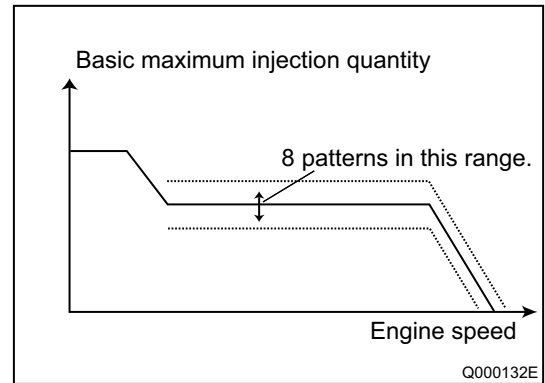 Basic maximum injection quantity
8 patterns in this range.
Engine speed
Q000132E